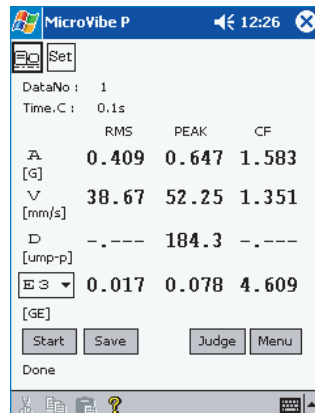 MicroVibe P 12:26
Set
DataNo : 1
Time.C : 0.1s
RMS PEAK CF
A 0.409 0.647 1.583
[G]
V 38.67 52.25 1.351
[mm/s]
D -.--- 184.3 -.---
[ump-p]
E3 0.017 0.078 4.609
[GE]
Start Save Judge Menu
Done